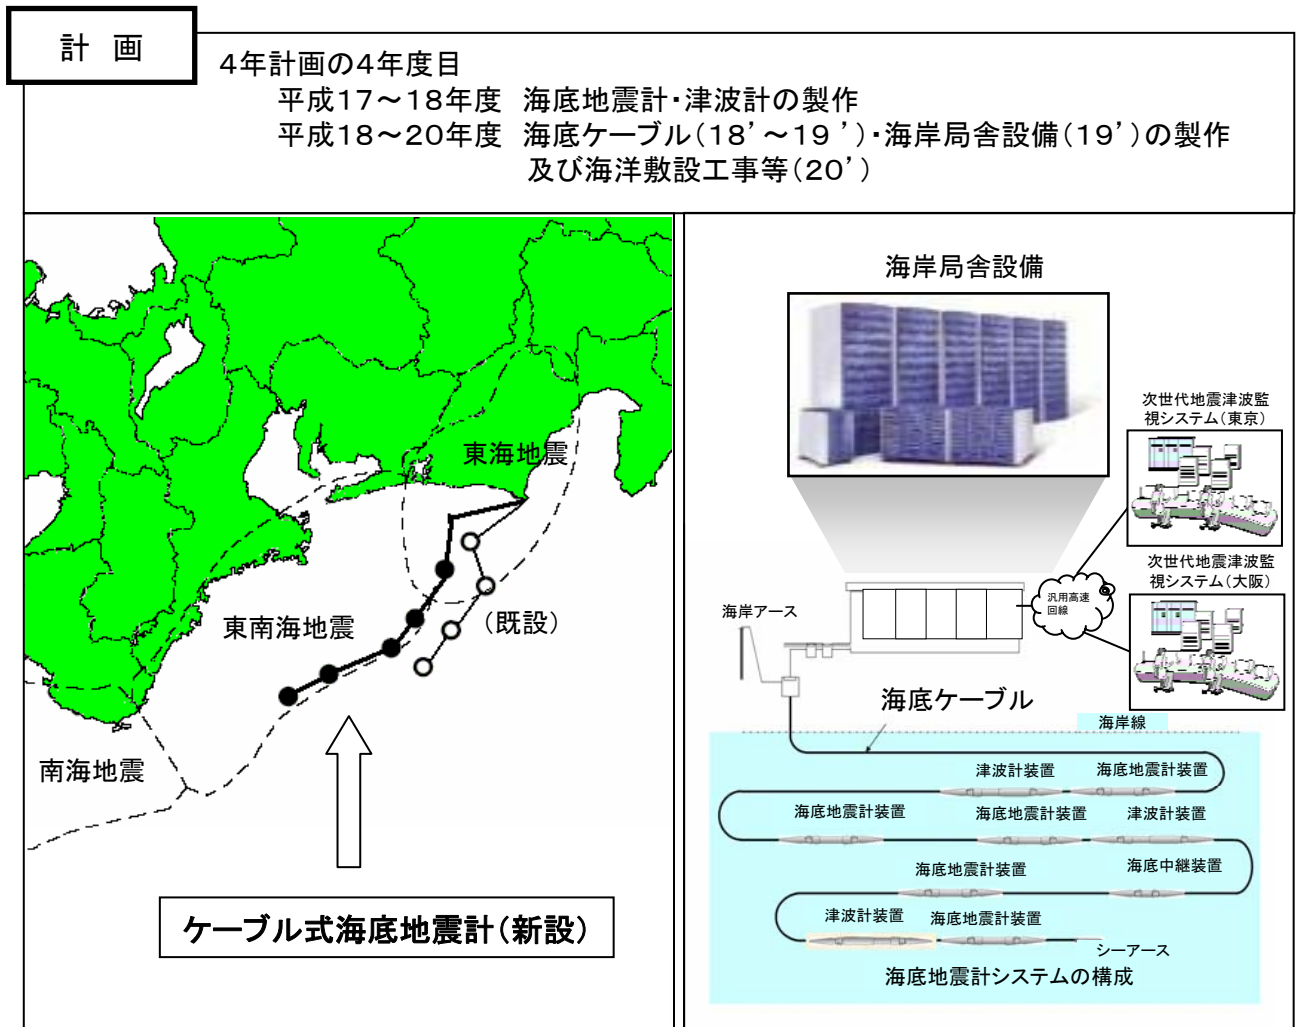 計 画
4年計画の4年度目
平成17～18年度 海底地震計・津波計の製作
平成18～20年度 海底ケーブル(18’～19 ’)・海岸局舎設備(19’)の製作
及び海洋敷設工事等(20’)
東海地震
東南海地震
(既設)
南海地震
ケーブル式海底地震計(新設)
海岸局舎設備
次世代地震津波監
視システム(東京)
次世代地震津波監
視システム(大阪)
汎用高速
回線
海岸アース
海底ケーブル
海岸線
津波計装置
海底地震計装置
海底地震計装置
海底地震計装置
津波計装置
海底地震計装置
海底中継装置
津波計装置
海底地震計装置
シーアース
海底地震計システムの構成